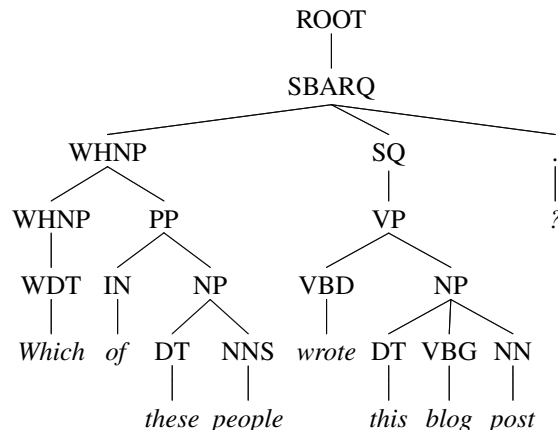 ROOT
SBARQ
WHNP SQ .
WHNP PP VP ?
WDT IN NP VBD NP
Which of DT NNS wrote DT VBG NN
these people this blog post